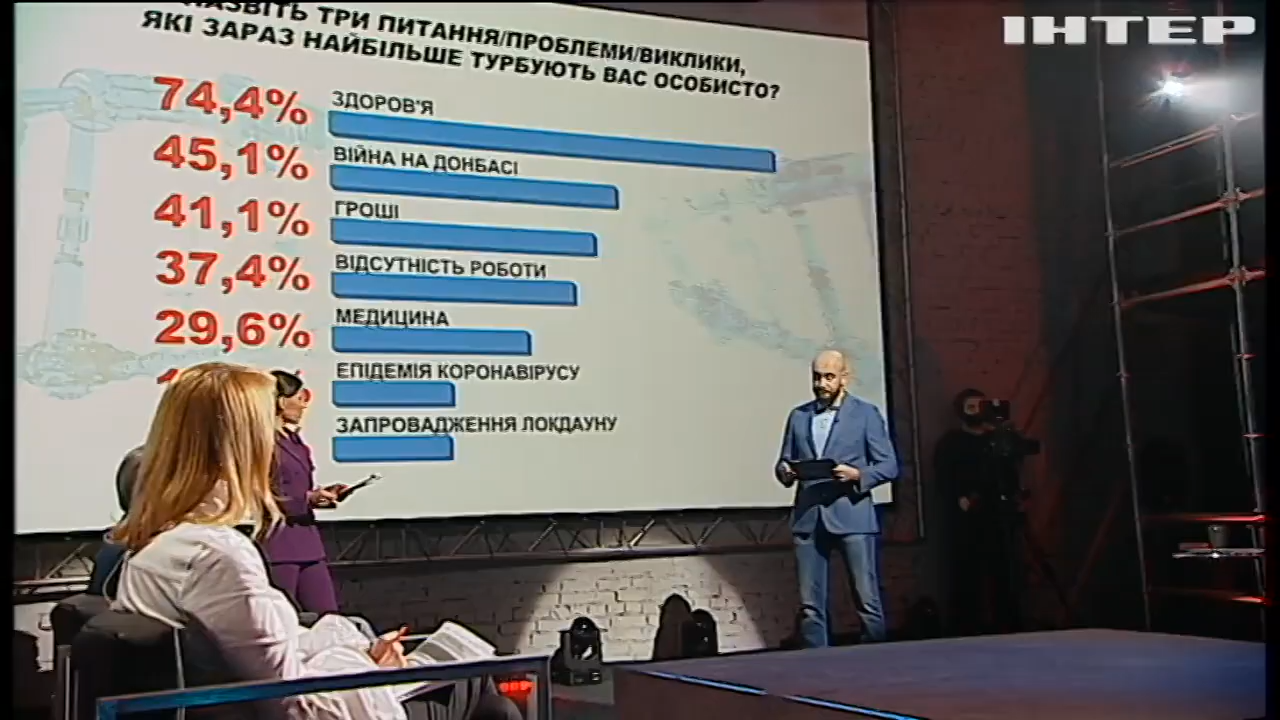 ІНТЕР
НАЗВІТЬ ТРИ ПИТАННЯ/ПРОБЛЕМИ/ВИКЛИКИ,
ЯКІ ЗАРАЗ НАЙБІЛЬШЕ ТУРБУЮТЬ ВАС ОСОБИСТО?
74,4% ЗДОРОВ'Я
45,1% ВІЙНА НА ДОНБАСІ
41,1% ГРОШІ
37,4% ВІДСУТНІСТЬ РОБОТИ
29,6% МЕДИЦИНА
ЕПІДЕМІЯ КОРОНАВІРУСУ
ЗАПРОВАДЖЕННЯ ЛОКДАУНУ